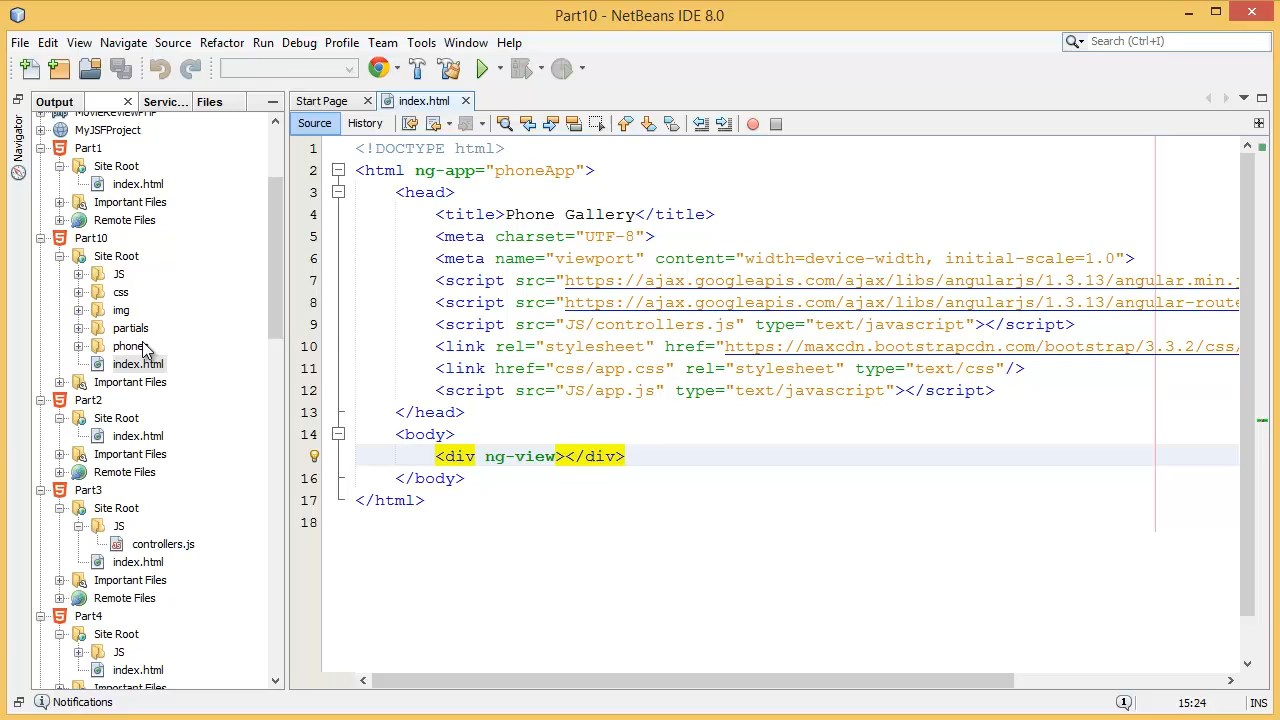 Part10 - NetBeans IDE 8.0
File Edit View Navigate Source Refactor Run Debug Profile Team Tools Window Help
Search (Ctrl+I)
Output Servic... Files
Start Page index.html
Source History
Navigator
MovieReviewPHP
MyJSFProject
Part1
Site Root
index.html
Important Files
Remote Files
Part10
Site Root
JS
css
img
partials
phone
index.html
Important Files
Part2
Site Root
index.html
Important Files
Remote Files
Part3
Site Root
JS
controllers.js
index.html
Important Files
Remote Files
Part4
Site Root
JS
index.html
Important Files
1 <!DOCTYPE html>
2 <html ng-app="phoneApp">
3 <head>
4 <title>Phone Gallery</title>
5 <meta charset="UTF-8">
6 <meta name="viewport" content="width=device-width, initial-scale=1.0">
7 <script src="https://ajax.googleapis.com/ajax/libs/angularjs/1.3.13/angular.min.j
8 <script src="https://ajax.googleapis.com/ajax/libs/angularjs/1.3.13/angular-route
9 <script src="JS/controllers.js" type="text/javascript"></script>
10 <link rel="stylesheet" href="https://maxcdn.bootstrapcdn.com/bootstrap/3.3.2/css/
11 <link href="css/app.css" rel="stylesheet" type="text/css"/>
12 <script src="JS/app.js" type="text/javascript"></script>
13 </head>
14 <body>
<div ng-view></div>
16 </body>
17 </html>
18
Notifications
1
15:24 INS